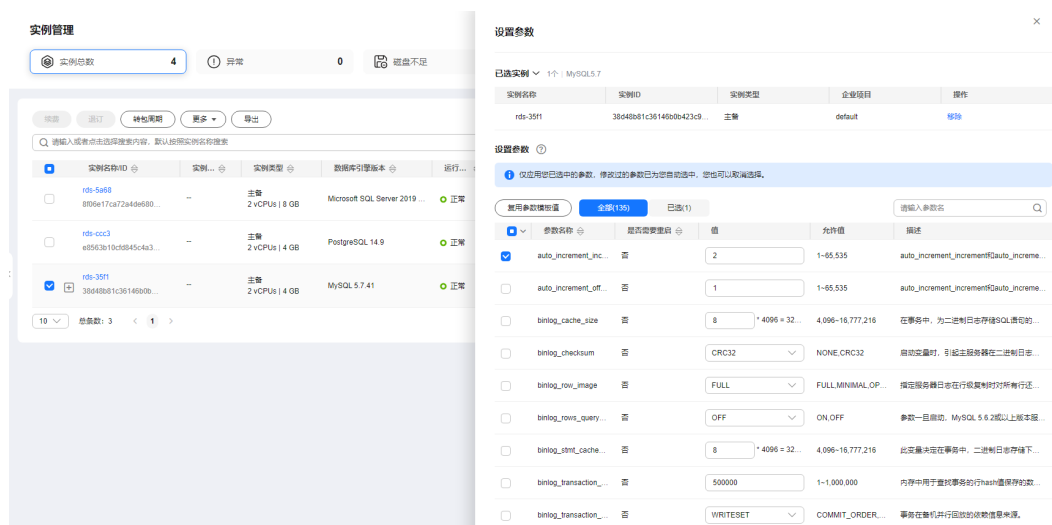 实例管理
实例总数 4
异常 0
磁盘不足
续费 退订 转包周期 更多 导出
请输入或者点击选择搜索内容，默认按照实例名称搜索
实例名称/ID 实例... 实例类型 数据库引擎版本 运行...
rds-5a68
8f06e17ca72a4de680...
--
主备
2 vCPUs | 8 GB
Microsoft SQL Server 2019 ...
正常
rds-ccc3
e8563b10cfd845c4a3...
--
主备
2 vCPUs | 4 GB
PostgreSQL 14.9
正常
rds-35f1
38d48b81c36146b0b...
--
主备
2 vCPUs | 4 GB
MySQL 5.7.41
正常
10 总条数：3 < 1 >
设置参数
已选实例 1个 | MySQL5.7
实例名称 实例ID 实例类型 企业项目 操作
rds-35f1 38d48b81c36146b0b423c9... 主备 default 移除
设置参数
仅应用您已选中的参数，修改过的参数已为您自动选中，您也可以取消选择。
复用参数模板值 全部(135) 已选(1) 请输入参数名
参数名称 是否需要重启 值 允许值 描述
auto_increment_inc... 否 2 1~65,535 auto_increment_increment和auto_increme...
auto_increment_off... 否 1 1~65,535 auto_increment_increment和auto_increme...
binlog_cache_size 否 8 * 4096 = 32... 4,096~16,777,216 在事务中，为二进制日志存储SQL语句的...
binlog_checksum 否 CRC32 NONE,CRC32 启动变量时，引起主服务器在二进制日志...
binlog_row_image 否 FULL FULL,MINIMAL,OP... 指定服务器日志在行级复制时对所有行还...
binlog_rows_query... 否 OFF ON,OFF 参数一旦启动，MySQL 5.6.2或以上版本服...
binlog_stmt_cache... 否 8 * 4096 = 32... 4,096~16,777,216 此变量决定在事务中，二进制日志存储下...
binlog_transaction_... 否 500000 1~1,000,000 内存中用于查找事务的行hash值保存的数...
binlog_transaction_... 否 WRITESET COMMIT_ORDER,... 事务在备机并行回放的依赖信息来源。